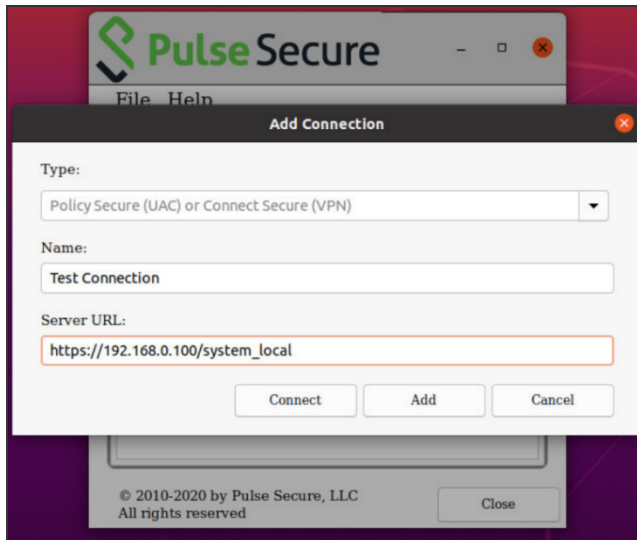 Pulse Secure
File Help
Add Connection
Type:
Policy Secure (UAC) or Connect Secure (VPN)
Name:
Test Connection
Server URL:
https://192.168.0.100/system_local
Connect Add Cancel
© 2010-2020 by Pulse Secure, LLC
All rights reserved
Close